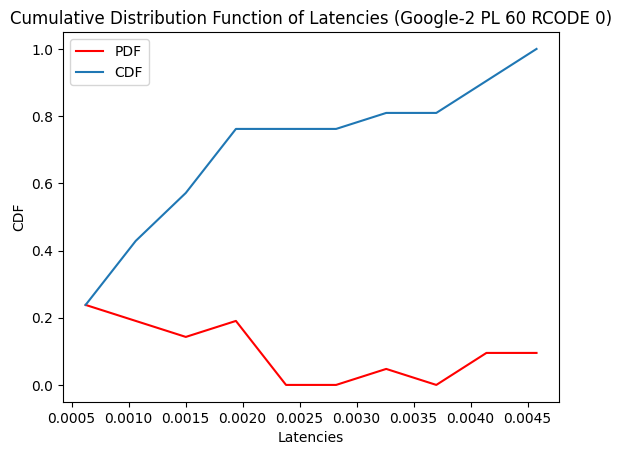 Cumulative Distribution Function of Latencies (Google-2 PL 60 RCODE 0)
PDF
CDF
1.0
0.8
0.6
0.4
0.2
0.0
CDF
0.0005 0.0010 0.0015 0.0020 0.0025 0.0030 0.0035 0.0040 0.0045
Latencies